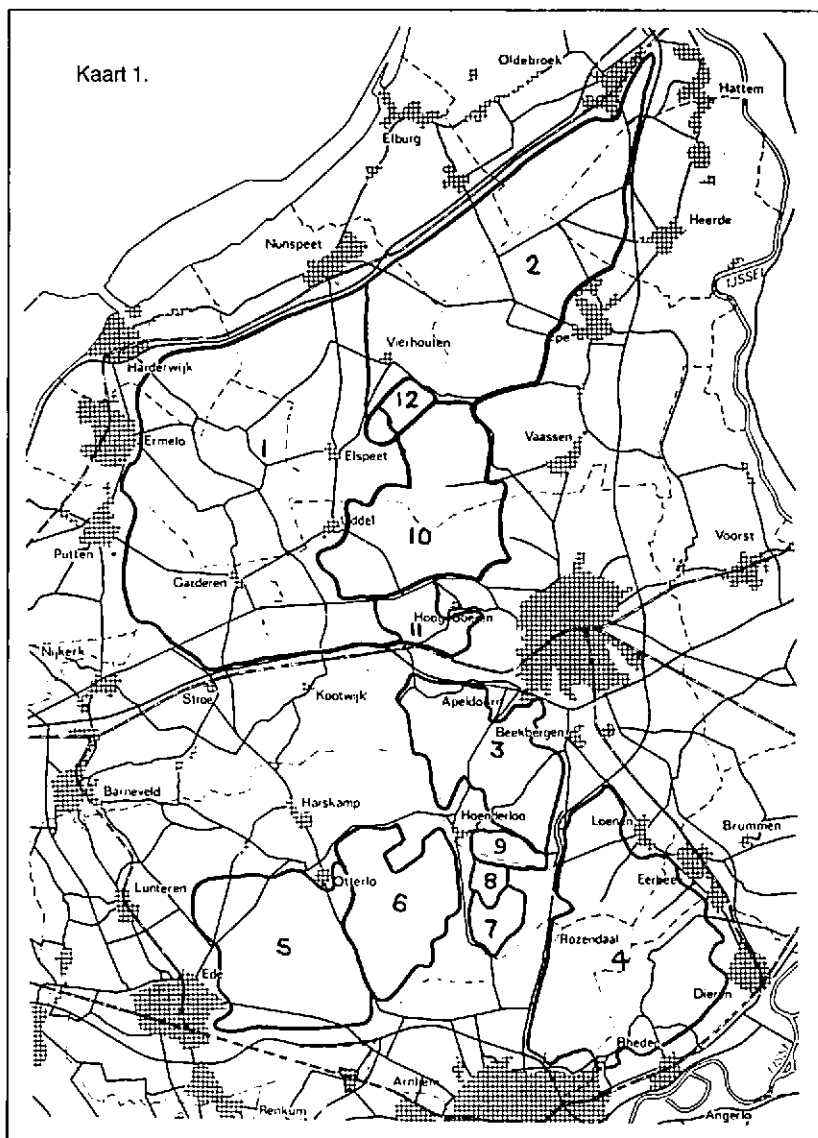 Kaart 1.
Oldebroek
Hattem
Elburg
Heerde
Nunspeet
2
IJSSEL
Epe
Vierhouten
Harderwijk
12
Ermelo
1
Elspeet
Vaassen
Uddel
10
Voorst
Putten
Garderen
Hoog Soeren
11
Nijkerk
Stroe
Kootwijk
Apeldoorn
Beekbergen
3
Barneveld
Harskamp
Hoenderloo
Loenen
Brummen
9
Otterlo
Eerbeek
Lunteren
8
6
7
5
Rozendaal
4
Ede
Dieren
Rheden
Arnhem
Renkum
Angerlo